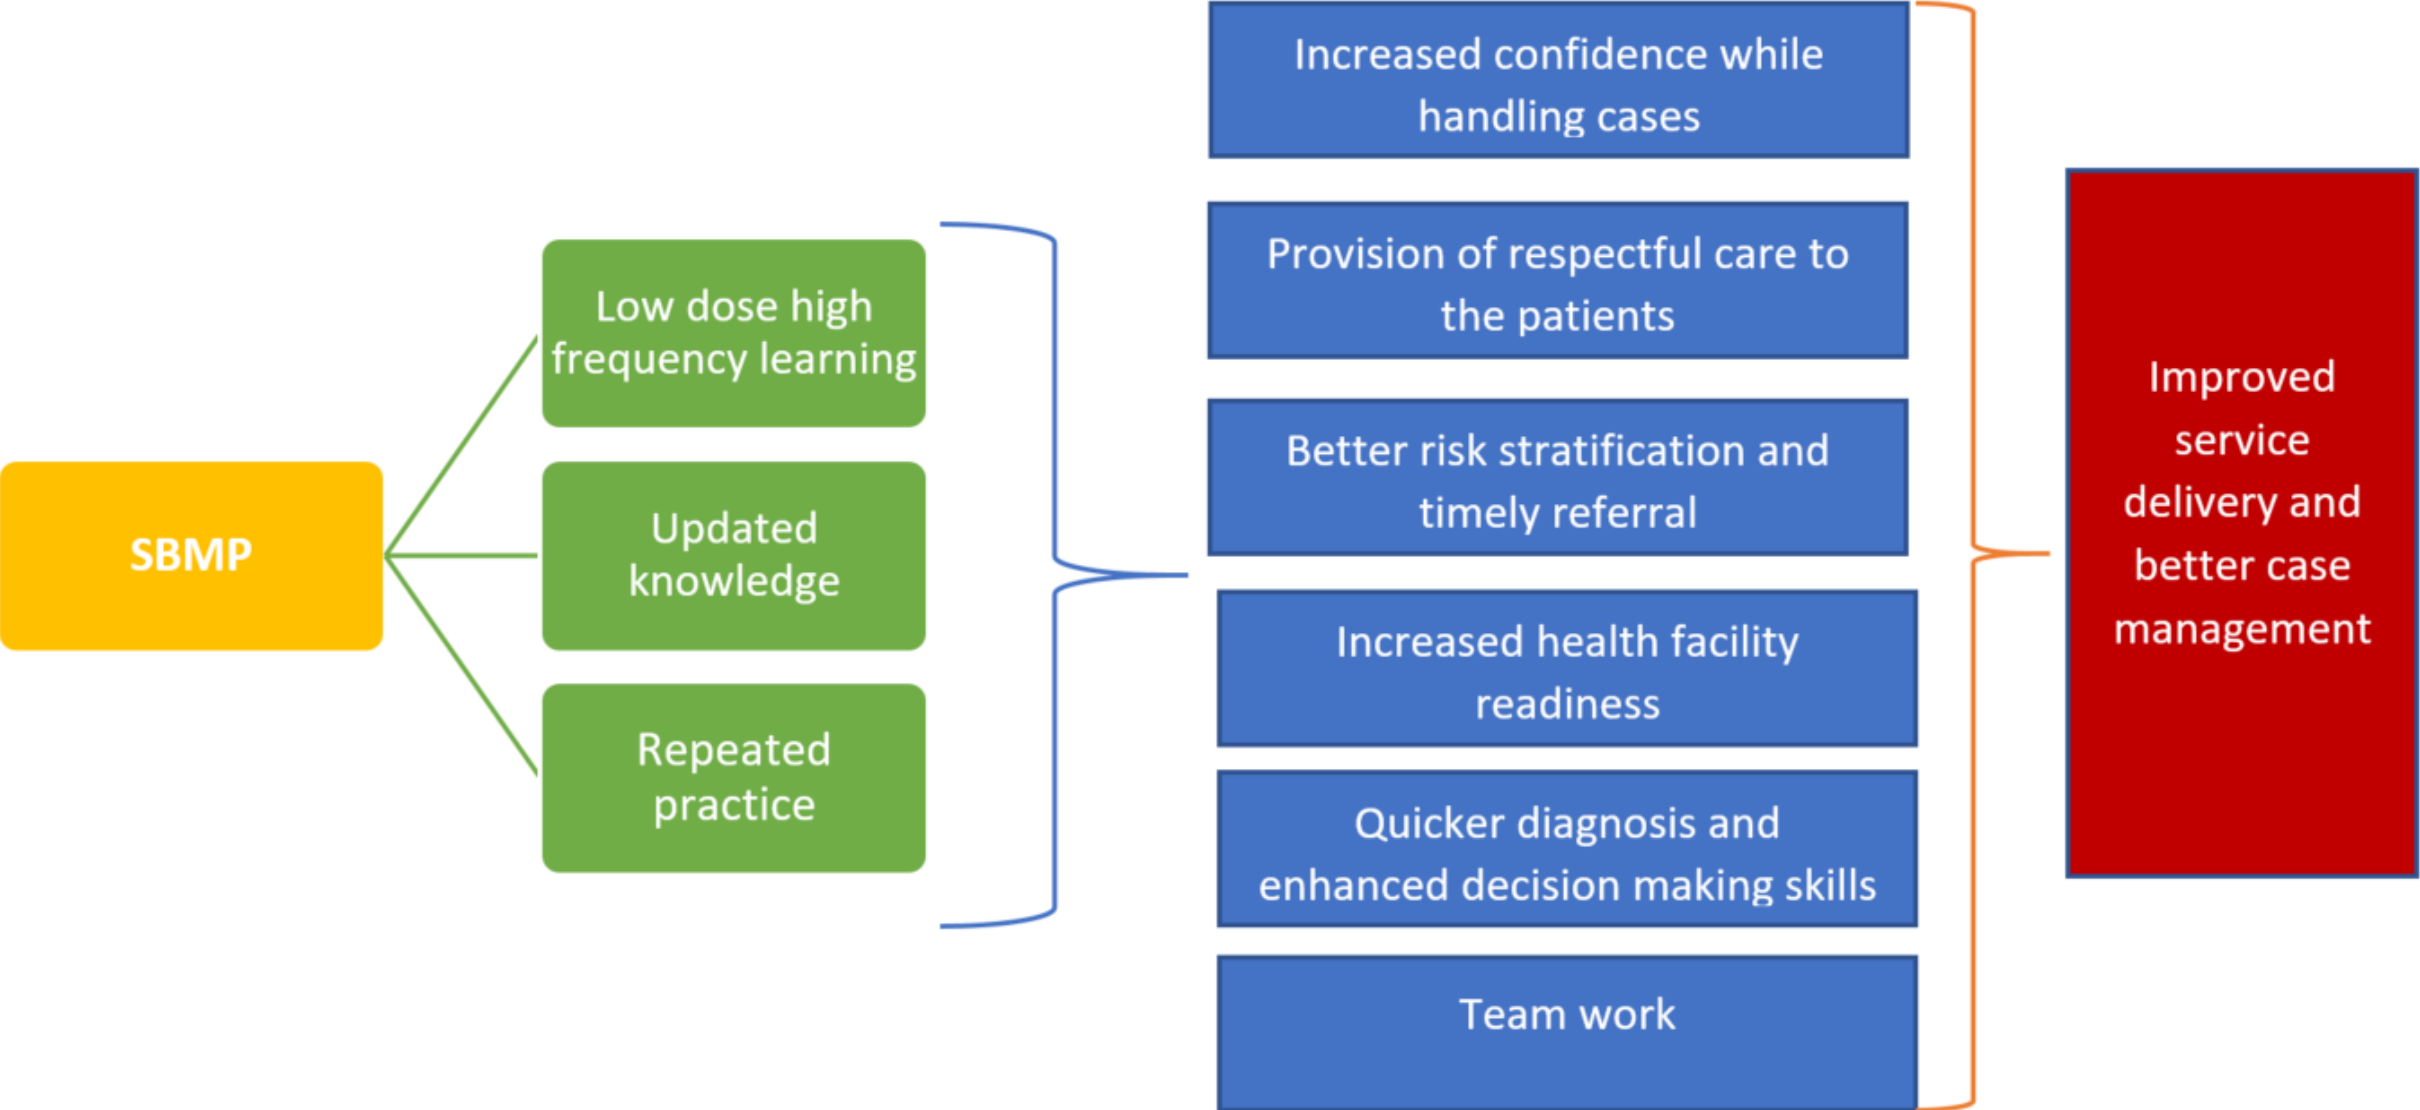 SBMP
Low dose high
frequency learning
Updated
knowledge
Repeated
practice
Increased confidence while
handling cases
Provision of respectful care to
the patients
Better risk stratification and
timely referral
Increased health facility
readiness
Quicker diagnosis and
enhanced decision making skills
Team work
Improved
service
delivery and
better case
management